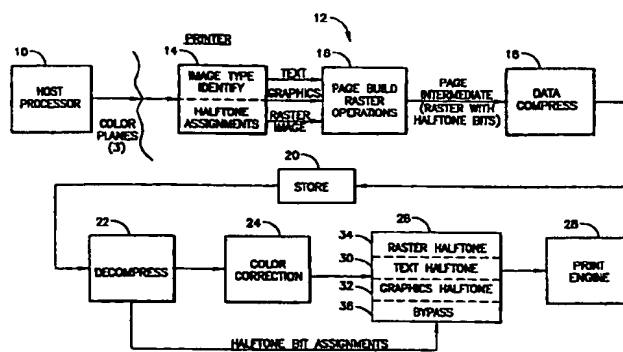 12
PRINTER
10
HOST
PROCESSOR
COLOR
PLANES
(3)
14
IMAGE TYPE
IDENTIFY
HALFTONE
ASSIGNMENTS
TEXT
GRAPHICS
RASTER
IMAGE
18
PAGE BUILD
RASTER
OPERATIONS
PAGE
INTERMEDIATE
(RASTER WITH
HALFTONE BITS)
16
DATA
COMPRESS
20
STORE
22
DECOMPRESS
24
COLOR
CORRECTION
26
34
RASTER HALFTONE
30
TEXT HALFTONE
32
GRAPHICS HALFTONE
36
BYPASS
28
PRINT
ENGINE
HALFTONE BIT ASSIGNMENTS